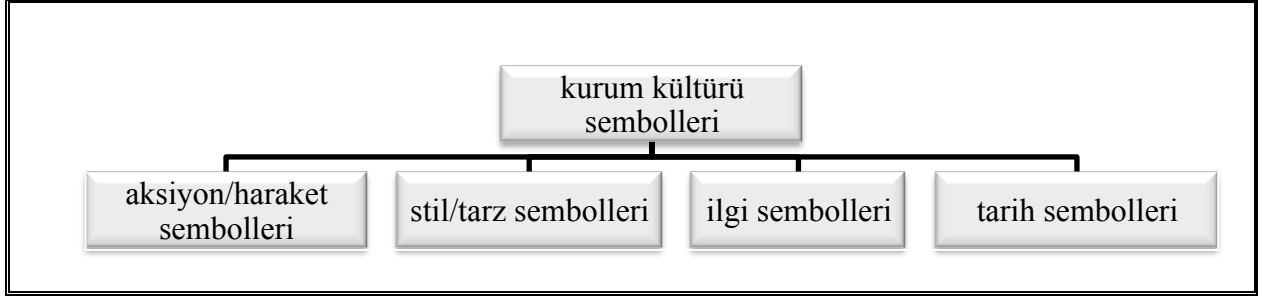 kurum kültürü
sembolleri
aksiyon/haraket
sembolleri
stil/tarz sembolleri
ilgi sembolleri
tarih sembolleri